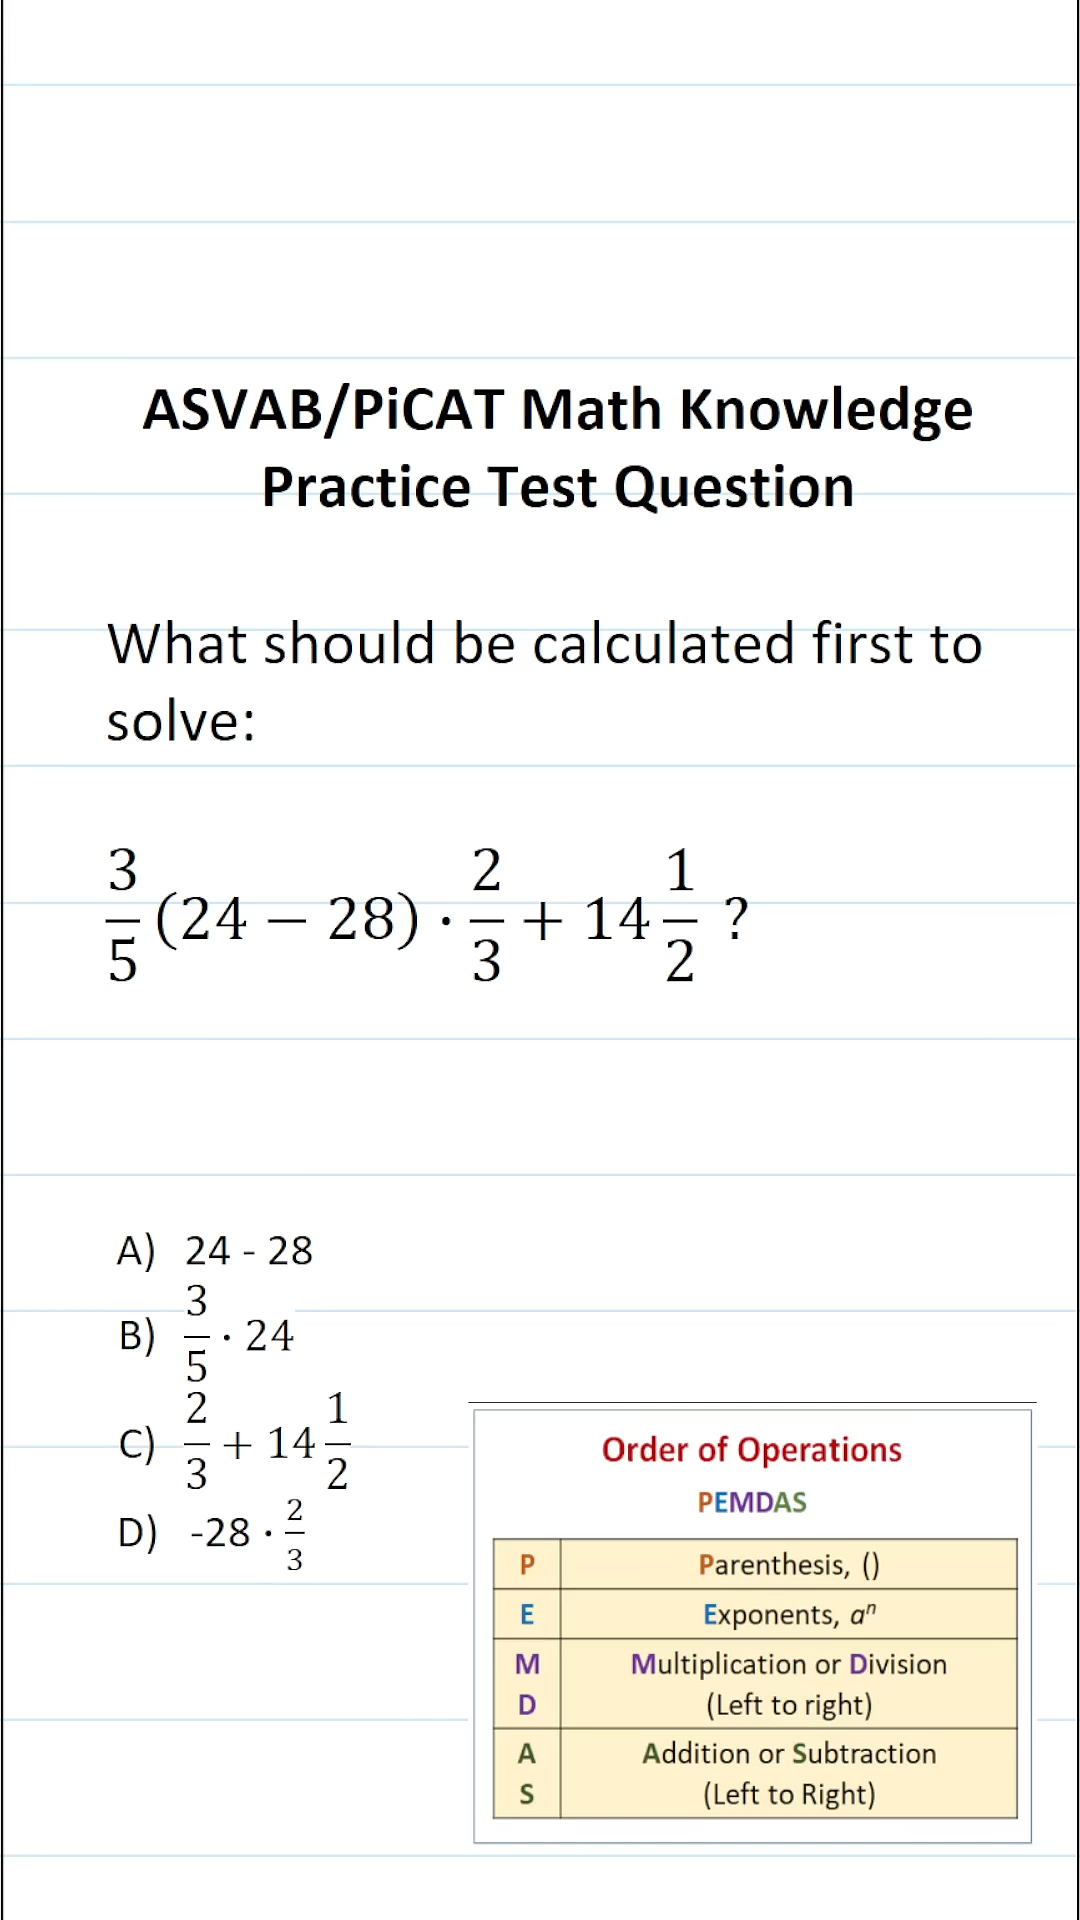 ASVAB/PiCAT Math Knowledge
Practice Test Question
What should be calculated first to
solve:
3/5 (24 − 28) · 2/3 + 14 1/2 ?
A) 24 - 28
B) 3/5 · 24
C) 2/3 + 14 1/2
D) -28 · 2/3
Order of Operations
PEMDAS
P Parenthesis, ()
E Exponents, aⁿ
M Multiplication or Division
D (Left to right)
A Addition or Subtraction
S (Left to Right)